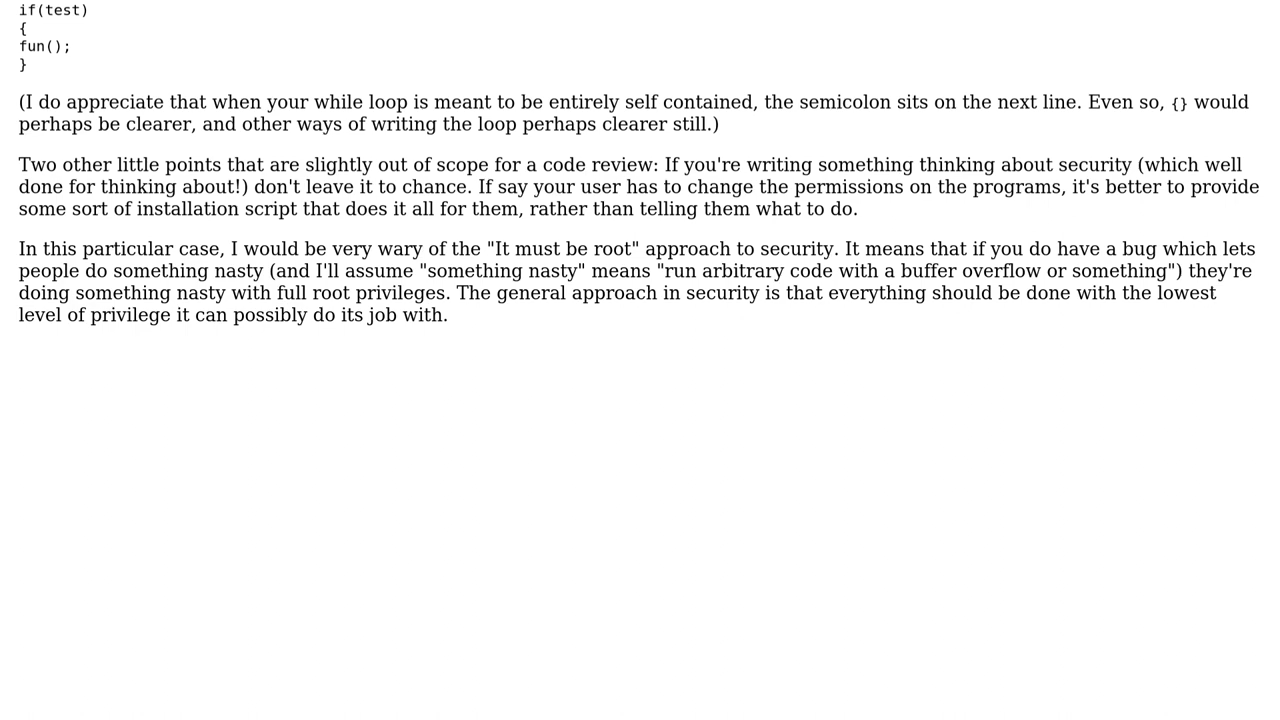 if(test)
{
fun();
}
(I do appreciate that when your while loop is meant to be entirely self contained, the semicolon sits on the next line. Even so, {} would
perhaps be clearer, and other ways of writing the loop perhaps clearer still.)
Two other little points that are slightly out of scope for a code review: If you're writing something thinking about security (which well
done for thinking about!) don't leave it to chance. If say your user has to change the permissions on the programs, it's better to provide
some sort of installation script that does it all for them, rather than telling them what to do.
In this particular case, I would be very wary of the "It must be root" approach to security. It means that if you do have a bug which lets
people do something nasty (and I'll assume "something nasty" means "run arbitrary code with a buffer overflow or something") they're
doing something nasty with full root privileges. The general approach in security is that everything should be done with the lowest
level of privilege it can possibly do its job with.